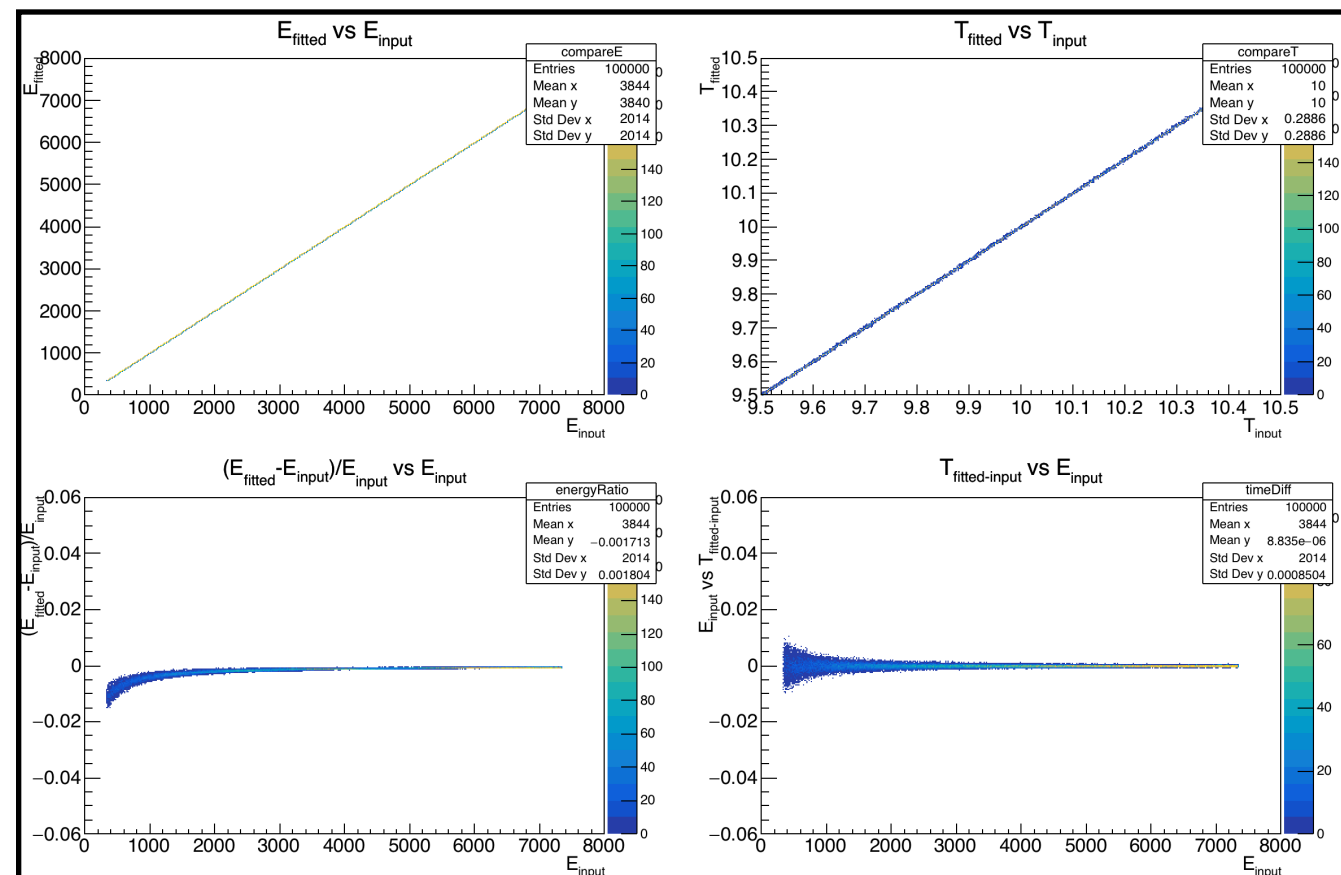 E_fitted vs E_input
compareE
Entries 100000
Mean x 3844
Mean y 3840
Std Dev x 2014
Std Dev y 2014
E_fitted
8000
7000
6000
5000
4000
3000
2000
1000
0
0 1000 2000 3000 4000 5000 6000 7000 8000
E_input
140
120
100
80
60
40
20
0
T_fitted vs T_input
compareT
Entries 100000
Mean x 10
Mean y 10
Std Dev x 0.2886
Std Dev y 0.2886
T_fitted
10.5
10.4
10.3
10.2
10.1
10
9.9
9.8
9.7
9.6
9.5
9.5 9.6 9.7 9.8 9.9 10 10.1 10.2 10.3 10.4 10.5
T_input
140
120
100
80
60
40
20
0
(E_fitted-E_input)/E_input vs E_input
energyRatio
Entries 100000
Mean x 3844
Mean y −0.001713
Std Dev x 2014
Std Dev y 0.001804
(E_fitted-E_input)/E_input
0.06
0.04
0.02
0
−0.02
−0.04
−0.06
0 1000 2000 3000 4000 5000 6000 7000 8000
E_input
140
120
100
80
60
40
20
0
T_fitted-input vs E_input
timeDiff
Entries 100000
Mean x 3844
Mean y 8.835e−06
Std Dev x 2014
Std Dev y 0.0008504
E_input vs T_fitted-input
0.06
0.04
0.02
0
−0.02
−0.04
−0.06
0 1000 2000 3000 4000 5000 6000 7000 8000
E_input
60
40
20
0